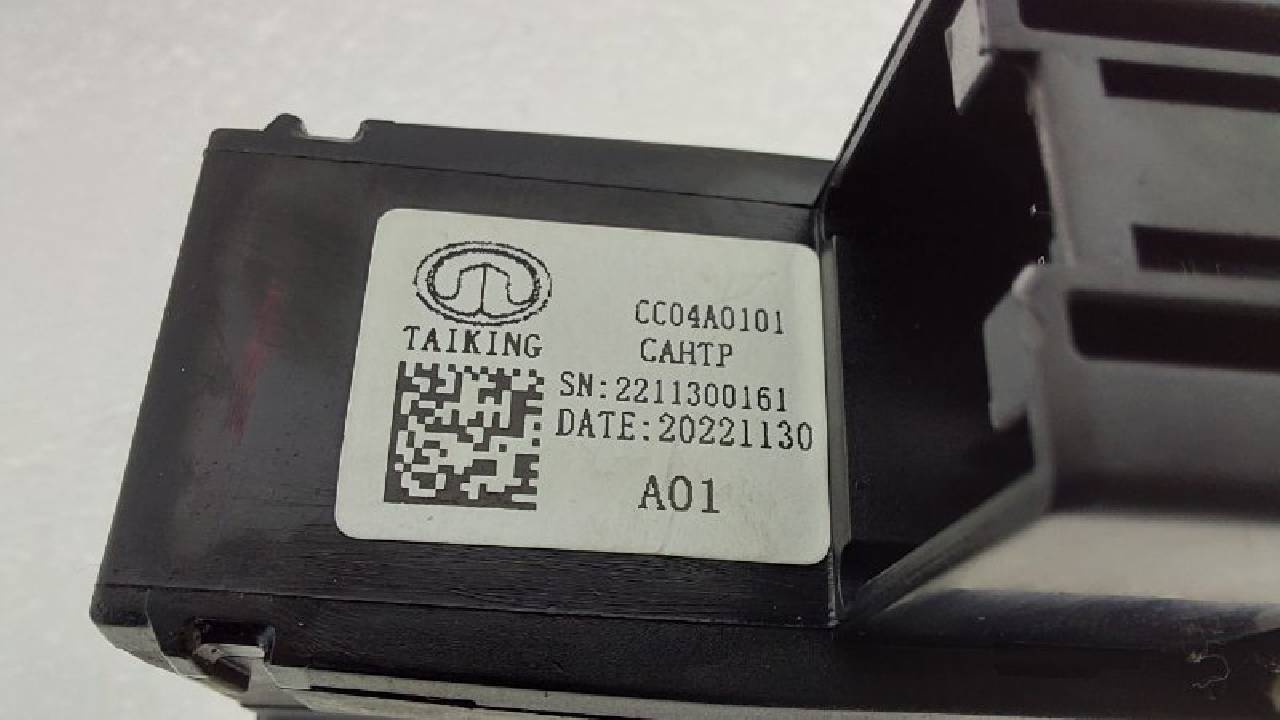 TAIKING
CC04A0101
CAHTP
SN:2211300161
DATE:20221130
A01